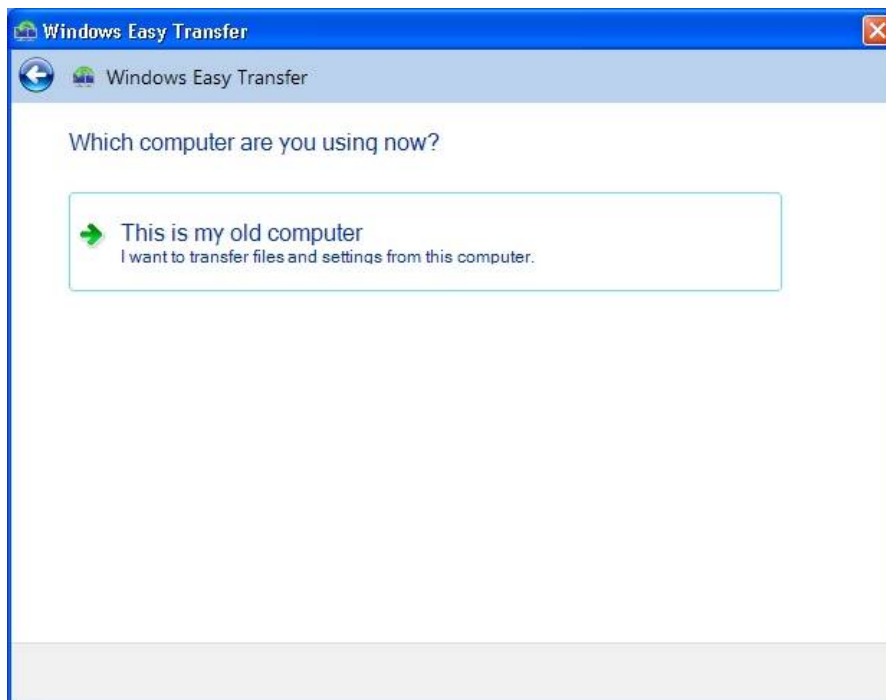 Windows Easy Transfer
Windows Easy Transfer
Which computer are you using now?
This is my old computer
I want to transfer files and settings from this computer.